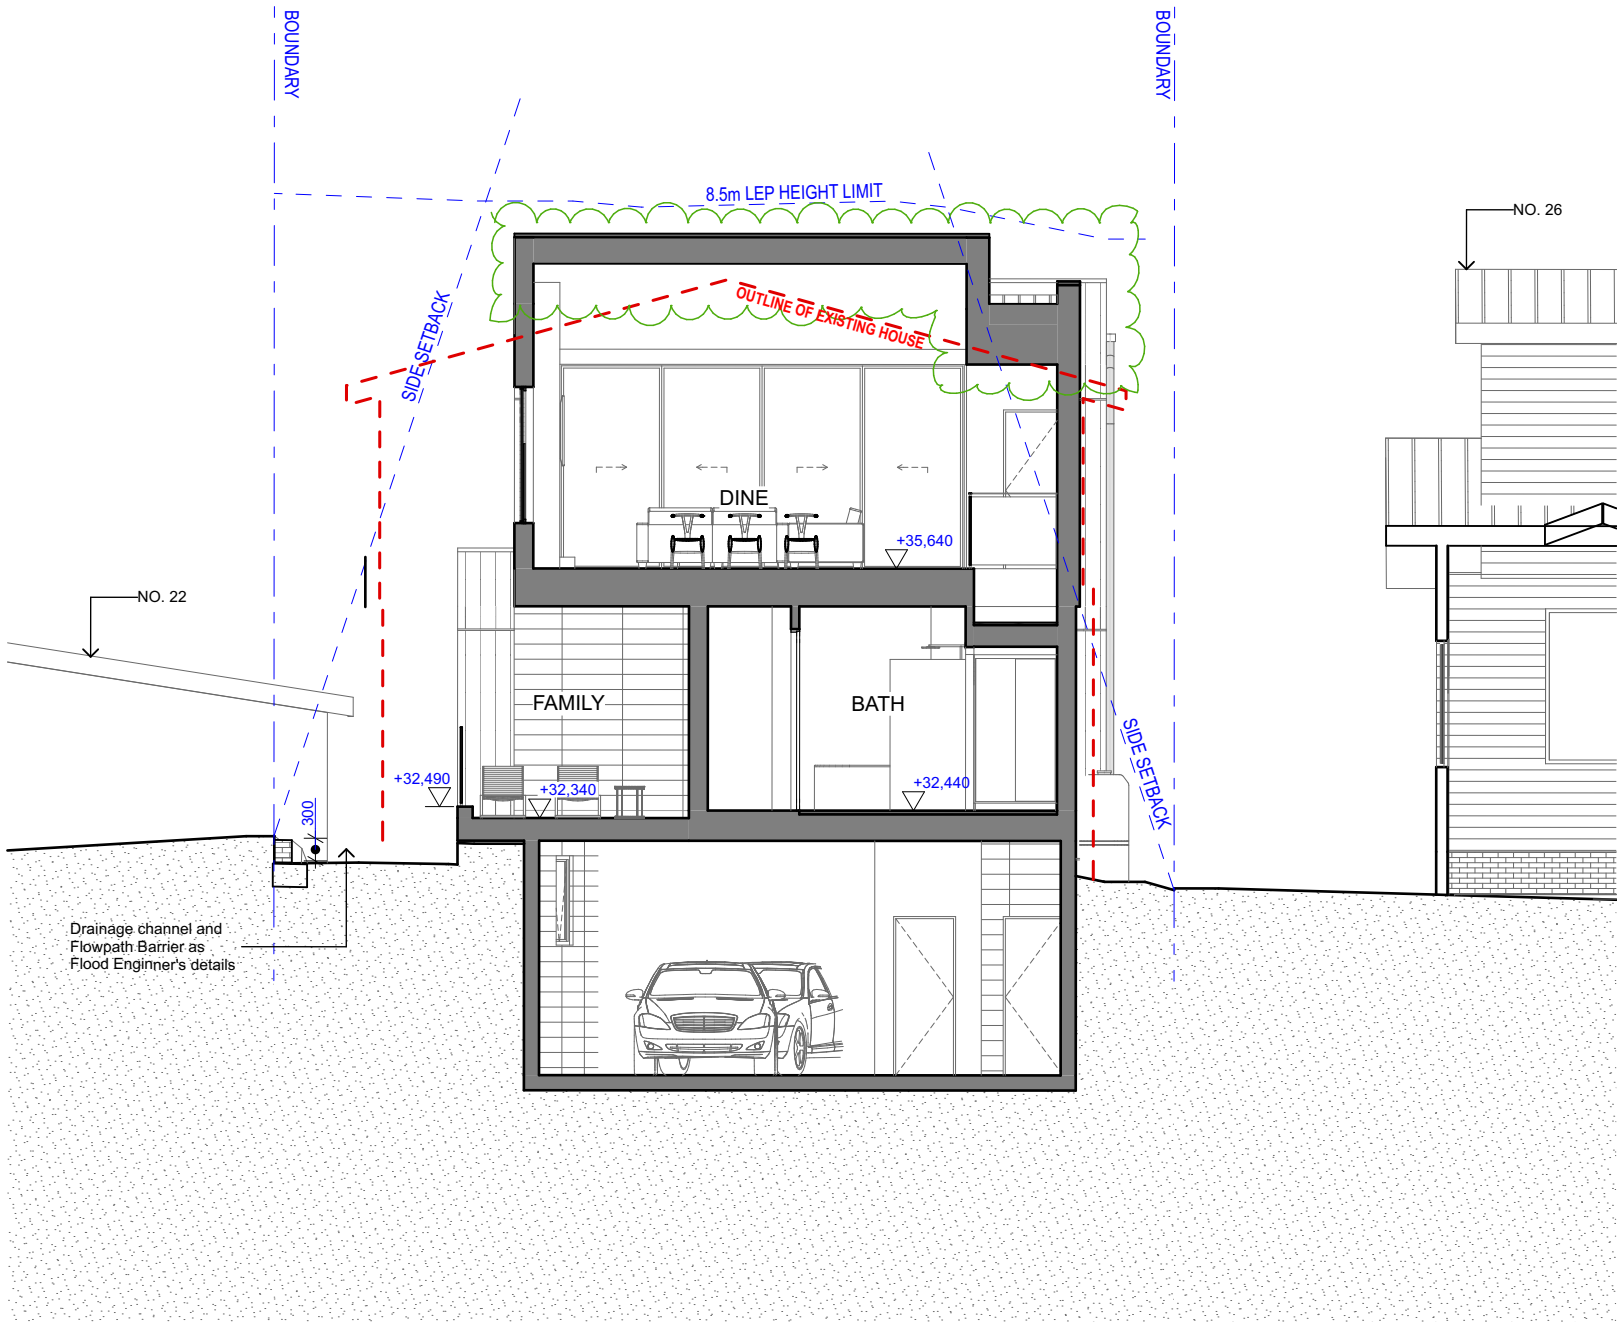 BOUNDARY
BOUNDARY
8.5m LEP HEIGHT LIMIT
NO. 26
SIDE SETBACK
OUTLINE OF EXISTING HOUSE
DINE
+35,640
NO. 22
FAMILY
BATH
SIDE SETBACK
+32,490
+32,340
+32,440
300
Drainage channel and
Flowpath Barrier as
Flood Enginner's details